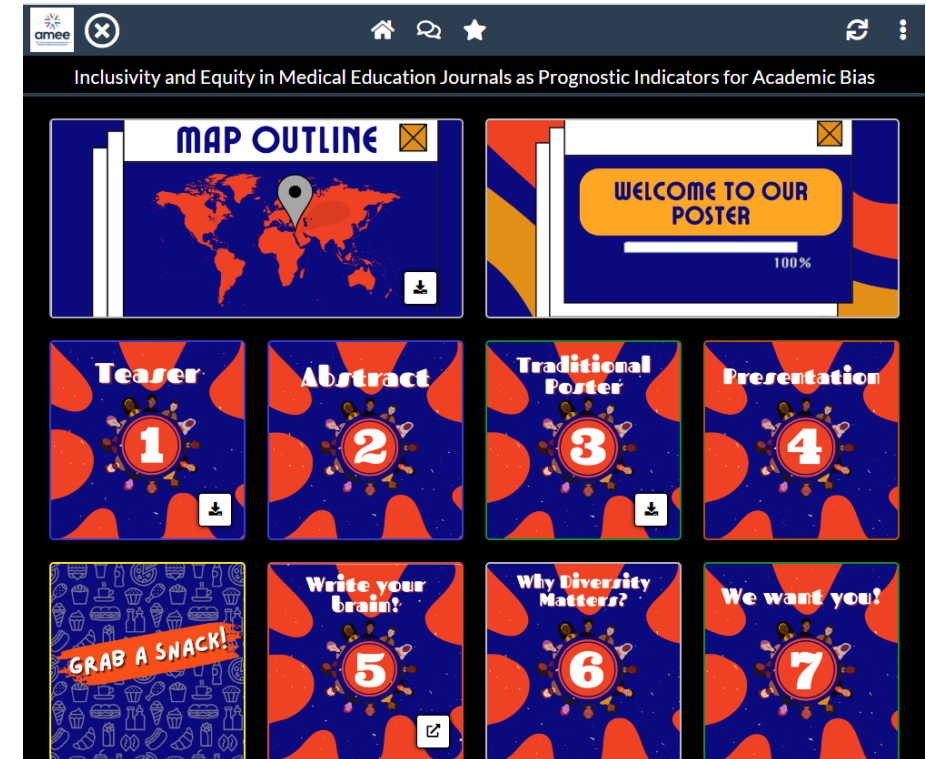 amee
Inclusivity and Equity in Medical Education Journals as Prognostic Indicators for Academic Bias
MAP OUTLINE
WELCOME TO OUR
POSTER
100%
Teaser
1
Abstract
2
Traditional
Poster
3
Presentation
4
GRAB A SNACK!
Write your
brain!
5
Why Diversity
Matters?
6
We want you!
7